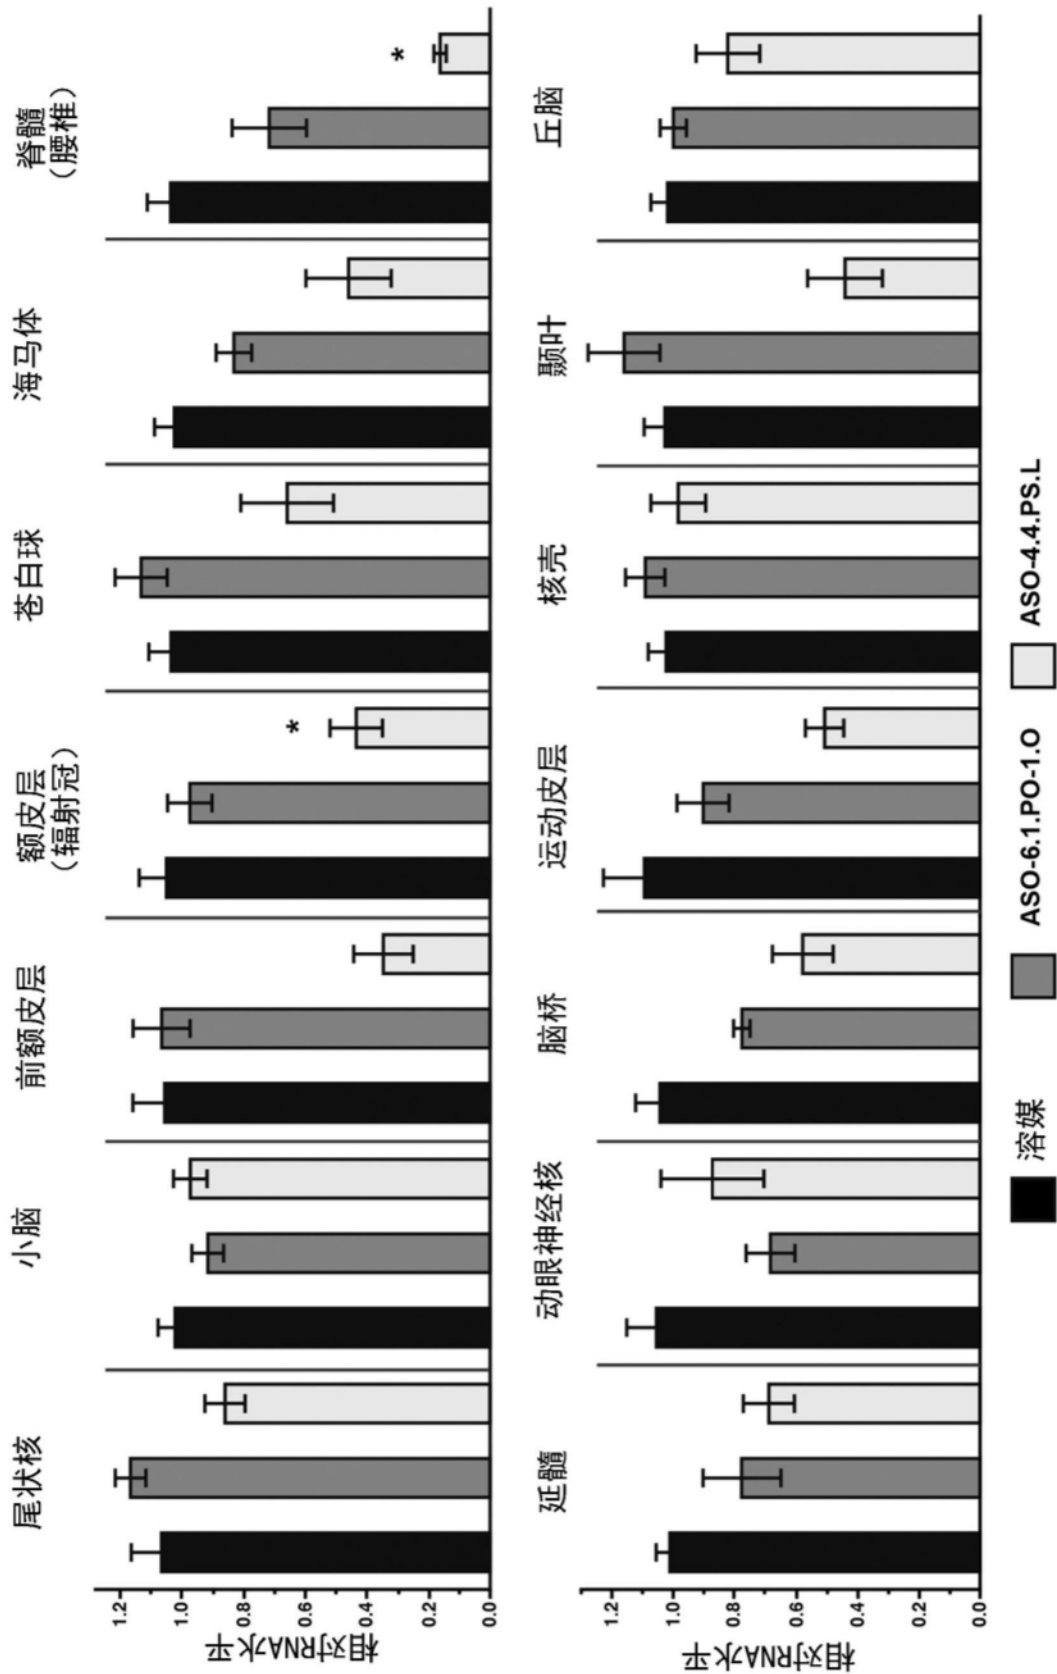 尾状核
小脑
前额皮层
额皮层
（辐射冠）
苍白球
海马体
脊髓
（腰椎）
*
*
相对RNA水平
1.2
1.0
0.8
0.6
0.4
0.2
0.0
延髓
动眼神经核
脑桥
运动皮层
核壳
颞叶
丘脑
相对RNA水平
1.2
1.0
0.8
0.6
0.4
0.2
0.0
溶媒
ASO-6.1.PO-1.O
ASO-4.4.PS.L